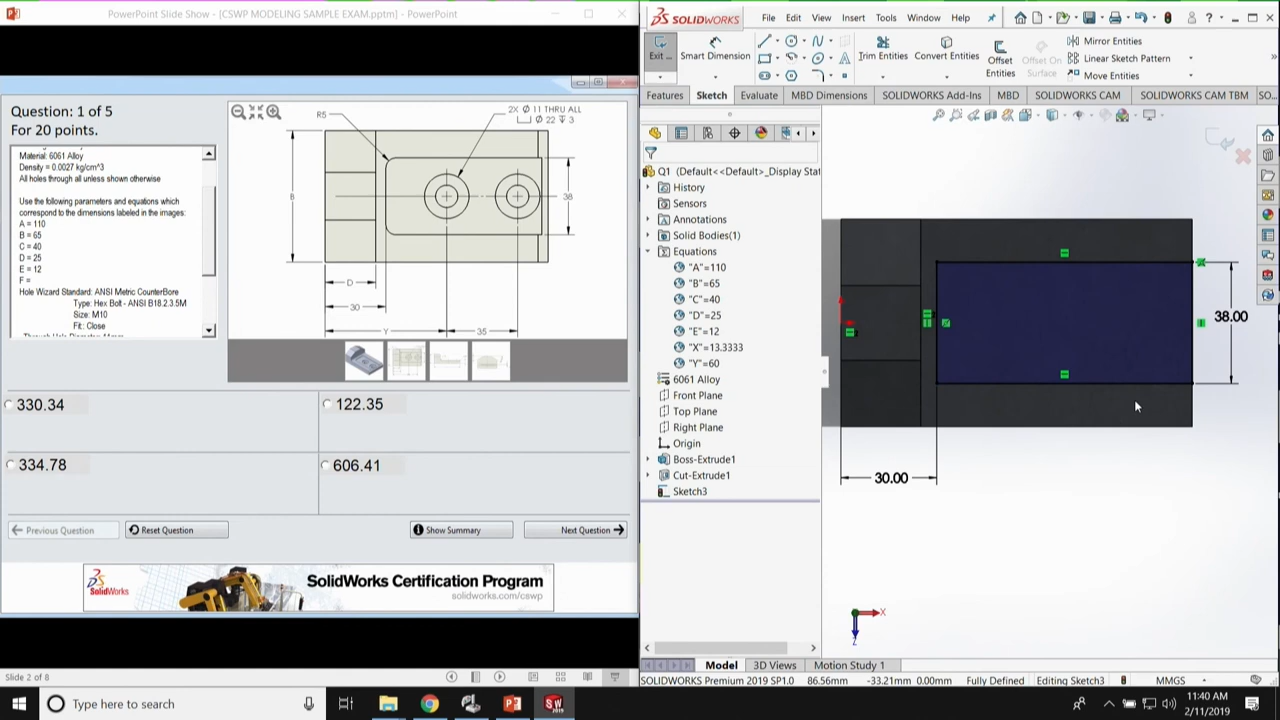 PowerPoint Slide Show - [CSWP MODELING SAMPLE EXAM.pptm] - PowerPoint
Question: 1 of 5
For 20 points.
Material: 6061 Alloy
Density = 0.0027 kg/cm^3
All holes through all unless shown otherwise
Use the following parameters and equations which
correspond to the dimensions labeled in the images:
A = 110
B = 65
C = 40
D = 25
E = 12
F =
Hole Wizard Standard: ANSI Metric CounterBore
Type: Hex Bolt - ANSI B18.2.3.5M
Size: M10
Fit: Close
R5
2X Ø 11 THRU ALL
⌴ Ø 22 ↧ 3
B
38
D
30
Y
35
330.34
122.35
334.78
606.41
Previous Question
Reset Question
Show Summary
Next Question
SolidWorks
SolidWorks Certification Program
solidworks.com/cswp
Slide 2 of 8
SOLIDWORKS
File Edit View Insert Tools Window Help
Exit ...
Smart Dimension
Trim Entities
Convert Entities
Offset Entities
Offset On Surface
Mirror Entities
Linear Sketch Pattern
Move Entities
Features Sketch Evaluate MBD Dimensions SOLIDWORKS Add-Ins MBD SOLIDWORKS CAM SOLIDWORKS CAM TBM SO...
Q1 (Default<<Default>_Display Stat
History
Sensors
Annotations
Solid Bodies(1)
Equations
"A"=110
"B"=65
"C"=40
"D"=25
"E"=12
"X"=13.3333
"Y"=60
6061 Alloy
Front Plane
Top Plane
Right Plane
Origin
Boss-Extrude1
Cut-Extrude1
Sketch3
38.00
30.00
X
Z
Model 3D Views Motion Study 1
SOLIDWORKS Premium 2019 SP1.0 86.56mm -33.21mm 0.00mm Fully Defined Editing Sketch3 MMGS
Type here to search
11:40 AM
2/11/2019